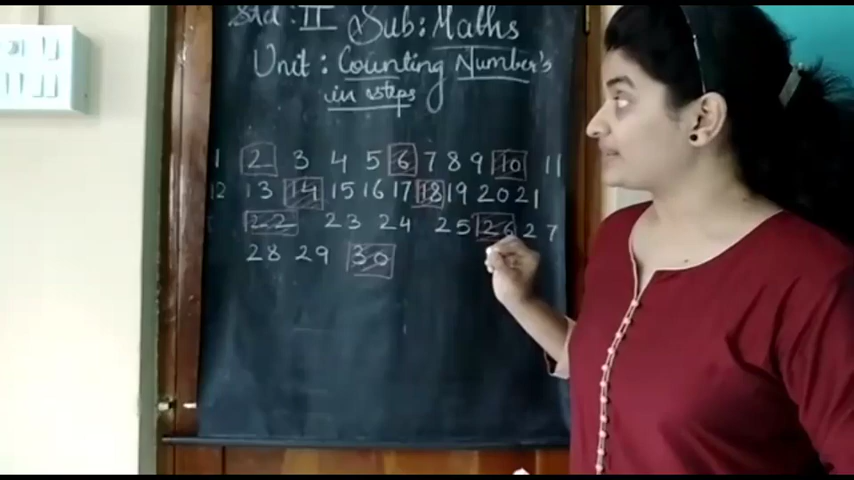 Std : II Sub : Maths
Unit : Counting Number's
in steps
1 2 3 4 5 6 7 8 9 10 11
12 13 14 15 16 17 18 19 20 21
22 23 24 25 26 27
28 29 30